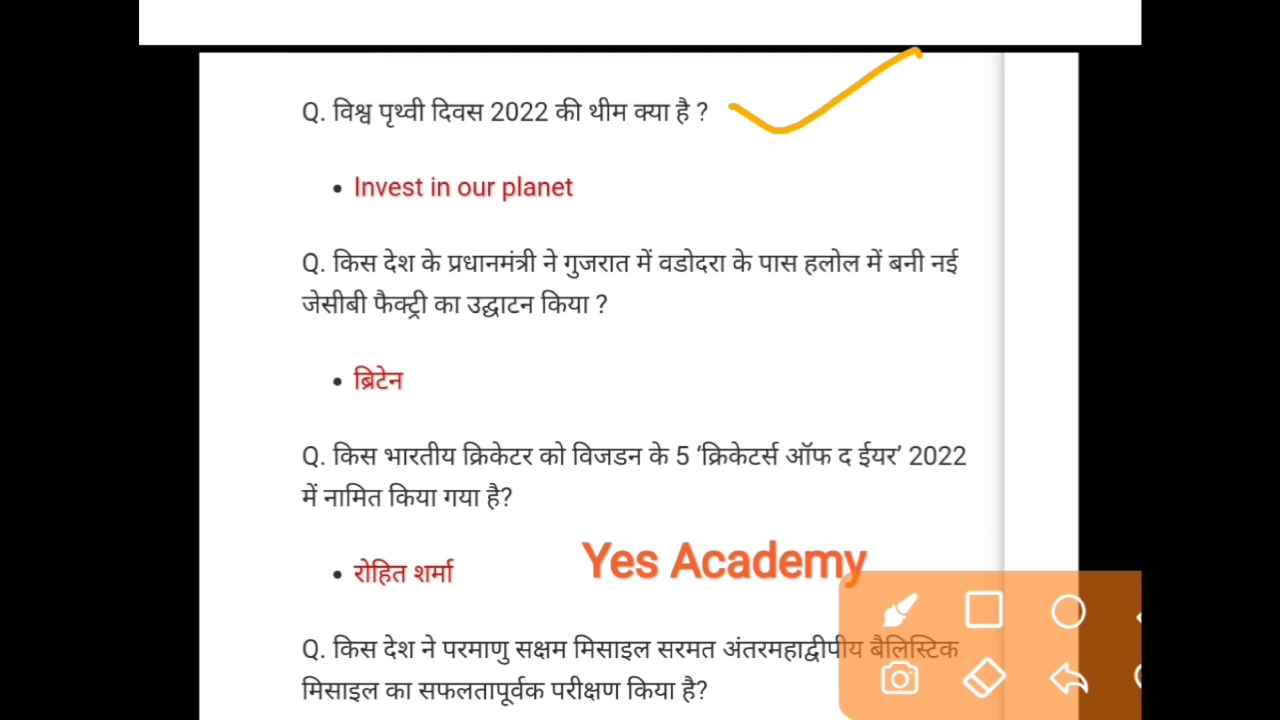 Q. विश्व पृथ्वी दिवस 2022 की थीम क्या है ?
• Invest in our planet
Q. किस देश के प्रधानमंत्री ने गुजरात में वडोदरा के पास हलोल में बनी नई
जेसीबी फैक्ट्री का उद्घाटन किया ?
• ब्रिटेन
Q. किस भारतीय क्रिकेटर को विजडन के 5 ‘क्रिकेटर्स ऑफ द ईयर’ 2022
में नामित किया गया है?
• रोहित शर्मा
Yes Academy
Q. किस देश ने परमाणु सक्षम मिसाइल सरमत अंतरमहाद्वीपीय बैलिस्टिक
मिसाइल का सफलतापूर्वक परीक्षण किया है?